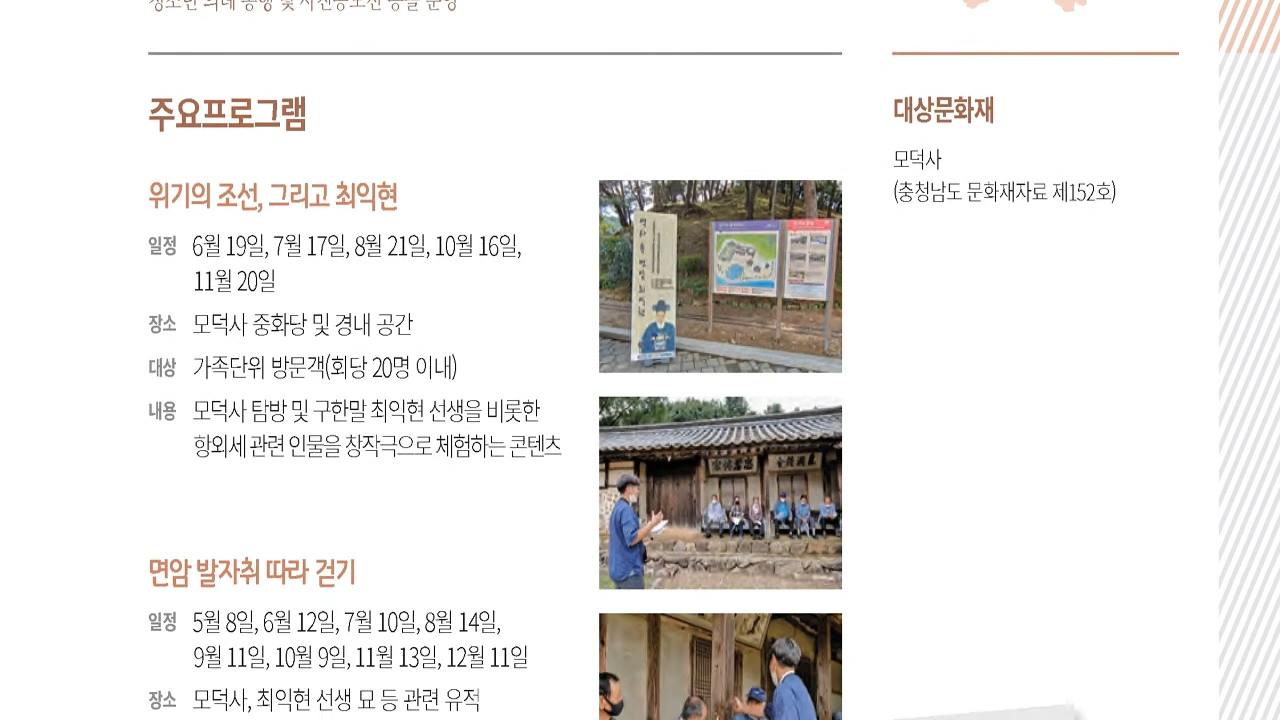 주요프로그램
위기의 조선, 그리고 최익현
일정 6월 19일, 7월 17일, 8월 21일, 10월 16일,
11월 20일
장소 모덕사 중화당 및 경내 공간
대상 가족단위 방문객(회당 20명 이내)
내용 모덕사 탐방 및 구한말 최익현 선생을 비롯한
항외세 관련 인물을 창작극으로 체험하는 콘텐츠
면암 발자취 따라 걷기
일정 5월 8일, 6월 12일, 7월 10일, 8월 14일,
9월 11일, 10월 9일, 11월 13일, 12월 11일
장소 모덕사, 최익현 선생 묘 등 관련 유적
대상문화재
모덕사
(충청남도 문화재자료 제152호)